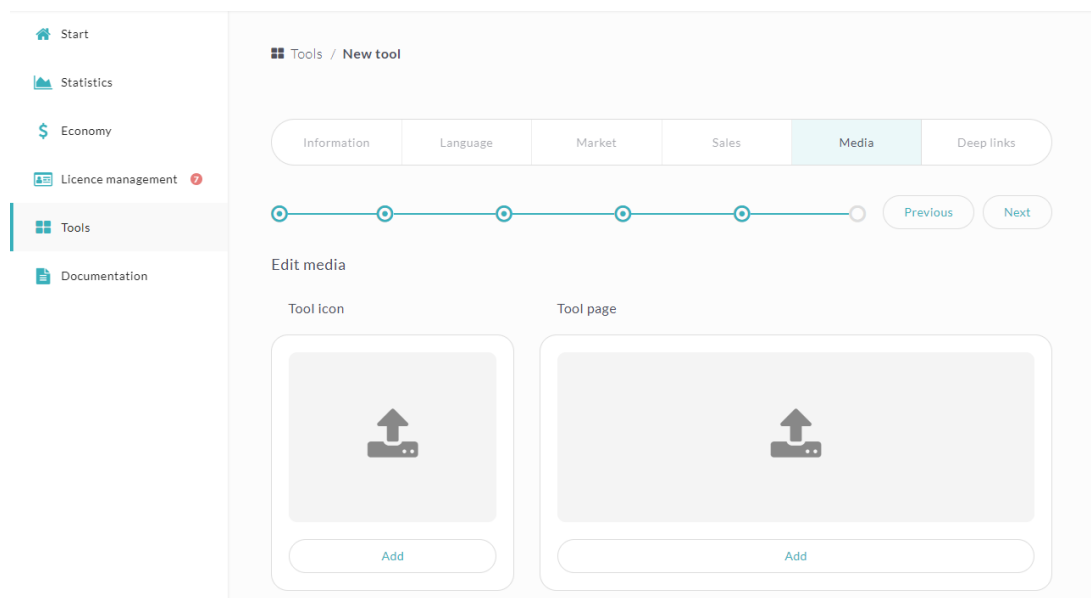 Start
Statistics
Economy
Licence management 7
Tools
Documentation
Tools / New tool
Information Language Market Sales Media Deep links
Previous Next
Edit media
Tool icon Tool page
Add Add